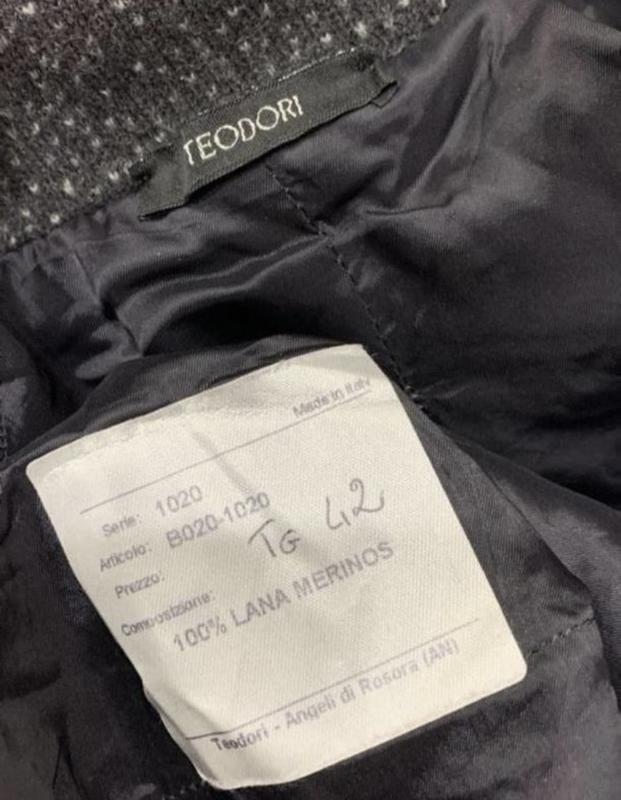 TEODORI
Made in Italy
Serie: 1020
Articolo: B020-1020
Prezzo:
TG 42
Composizione:
100% LANA MERINOS
Teodori - Angeli di Rosora (AN)